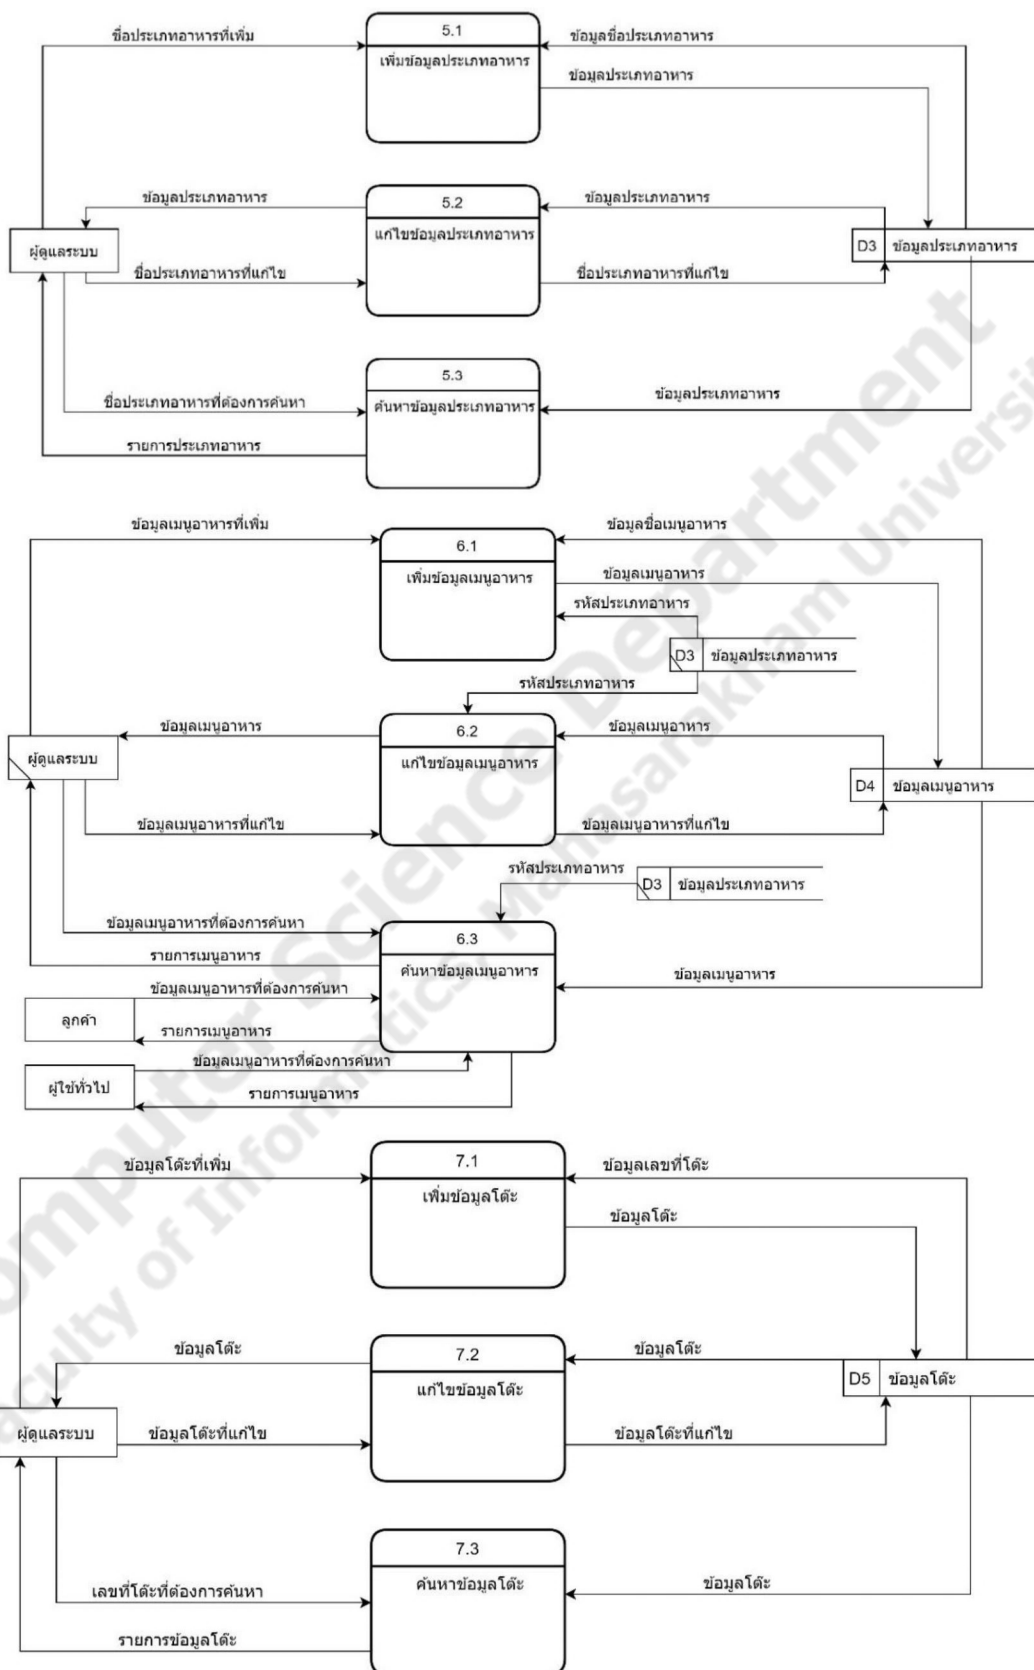 ชื่อประเภทอาหารที่เพิ่ม
5.1
ข้อมูลชื่อประเภทอาหาร
เพิ่มข้อมูลประเภทอาหาร
ข้อมูลประเภทอาหาร
ข้อมูลประเภทอาหาร
5.2
ข้อมูลประเภทอาหาร
ผู้ดูแลระบบ
แก้ไขข้อมูลประเภทอาหาร
D3 ข้อมูลประเภทอาหาร
ชื่อประเภทอาหารที่แก้ไข
ชื่อประเภทอาหารที่แก้ไข
5.3
ชื่อประเภทอาหารที่ต้องการค้นหา
ค้นหาข้อมูลประเภทอาหาร
ข้อมูลประเภทอาหาร
รายการประเภทอาหาร
ข้อมูลเมนูอาหารที่เพิ่ม
6.1
ข้อมูลชื่อเมนูอาหาร
เพิ่มข้อมูลเมนูอาหาร
ข้อมูลเมนูอาหาร
รหัสประเภทอาหาร
D3 ข้อมูลประเภทอาหาร
รหัสประเภทอาหาร
ข้อมูลเมนูอาหาร
6.2
ข้อมูลเมนูอาหาร
ผู้ดูแลระบบ
แก้ไขข้อมูลเมนูอาหาร
D4 ข้อมูลเมนูอาหาร
ข้อมูลเมนูอาหารที่แก้ไข
ข้อมูลเมนูอาหารที่แก้ไข
รหัสประเภทอาหาร
D3 ข้อมูลประเภทอาหาร
ข้อมูลเมนูอาหารที่ต้องการค้นหา
6.3
รายการเมนูอาหาร
ค้นหาข้อมูลเมนูอาหาร
ข้อมูลเมนูอาหาร
ข้อมูลเมนูอาหารที่ต้องการค้นหา
ลูกค้า
รายการเมนูอาหาร
ข้อมูลเมนูอาหารที่ต้องการค้นหา
ผู้ใช้ทั่วไป
รายการเมนูอาหาร
ข้อมูลโต๊ะที่เพิ่ม
7.1
ข้อมูลเลขที่โต๊ะ
เพิ่มข้อมูลโต๊ะ
ข้อมูลโต๊ะ
ข้อมูลโต๊ะ
7.2
ข้อมูลโต๊ะ
แก้ไขข้อมูลโต๊ะ
D5 ข้อมูลโต๊ะ
ผู้ดูแลระบบ
ข้อมูลโต๊ะที่แก้ไข
ข้อมูลโต๊ะที่แก้ไข
7.3
เลขที่โต๊ะที่ต้องการค้นหา
ค้นหาข้อมูลโต๊ะ
ข้อมูลโต๊ะ
รายการข้อมูลโต๊ะ
omputer Science Department
aculty of Informatics, Mahasarakham Universit